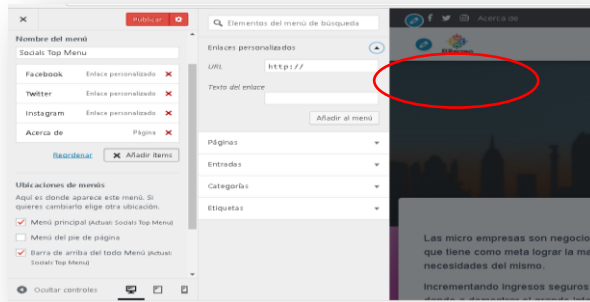 Publicar
Nombre del menú
Socials Top Menu
Facebook Enlace personalizado
Twitter Enlace personalizado
Instagram Enlace personalizado
Acerca de Página
Reordenar Añadir ítems
Ubicaciones de menús
Aquí es donde aparece este menú. Si
quieres cambiarlo elige otra ubicación.
Menú principal (Actual: Socials Top Menu)
Menú del pie de página
Barra de arriba del todo Menú (Actual:
Socials Top Menu)
Ocultar controles
Elementos del menú de búsqueda
Enlaces personalizados
URL http://
Texto del enlace
Añadir al menú
Páginas
Entradas
Categorías
Etiquetas
Acerca de
Las micro empresas son negocio
que tiene como meta lograr la ma
necesidades del mismo.
Incrementando ingresos seguros